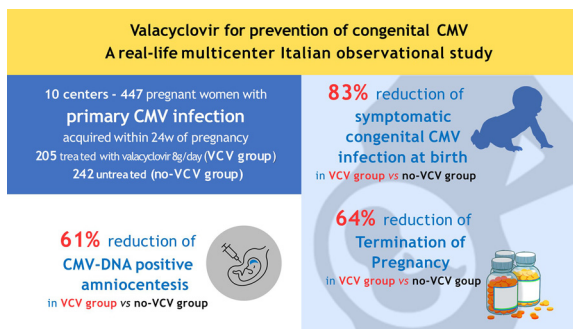 Valacyclovir for prevention of congenital CMV
A real-life multicenter Italian observational study
10 centers - 447 pregnant women with
primary CMV infection
acquired within 24w of pregnancy
205 treated with valacyclovir 8g/day (VCV group)
242 untreated (no-VCV group)
83% reduction of
symptomatic
congenital CMV
infection at birth
in VCV group vs no-VCV group
61% reduction of
CMV-DNA positive
amniocentesis
in VCV group vs no-VCV group
64% reduction of
Termination of
Pregnancy
in VCV group vs no-VCV goup